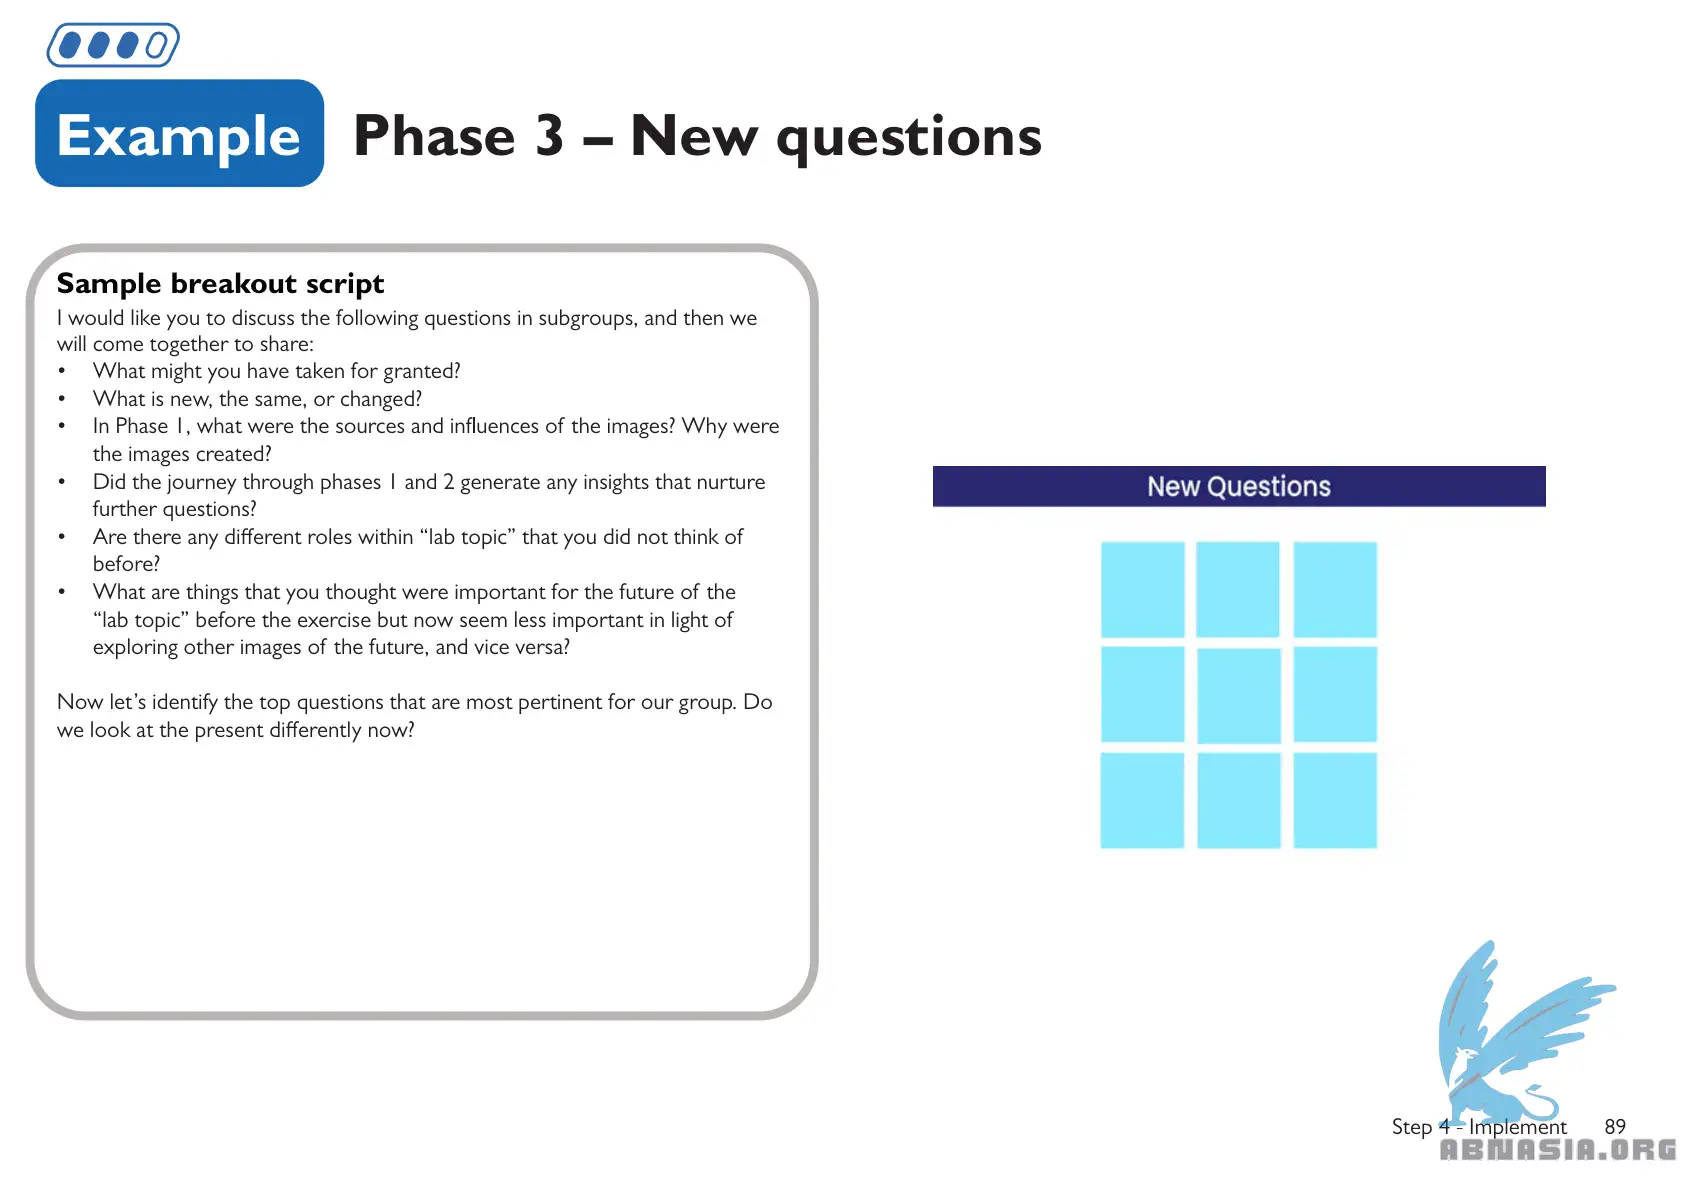 Example
Phase 3 – New questions
Sample breakout script
I would like you to discuss the following questions in subgroups, and then we
will come together to share:
• What might you have taken for granted?
• What is new, the same, or changed?
• In Phase 1, what were the sources and influences of the images? Why were
the images created?
• Did the journey through phases 1 and 2 generate any insights that nurture
further questions?
• Are there any different roles within “lab topic” that you did not think of
before?
• What are things that you thought were important for the future of the
“lab topic” before the exercise but now seem less important in light of
exploring other images of the future, and vice versa?
Now let’s identify the top questions that are most pertinent for our group. Do
we look at the present differently now?
New Questions
Step 4 - Implement 89
ABNASIA.ORG